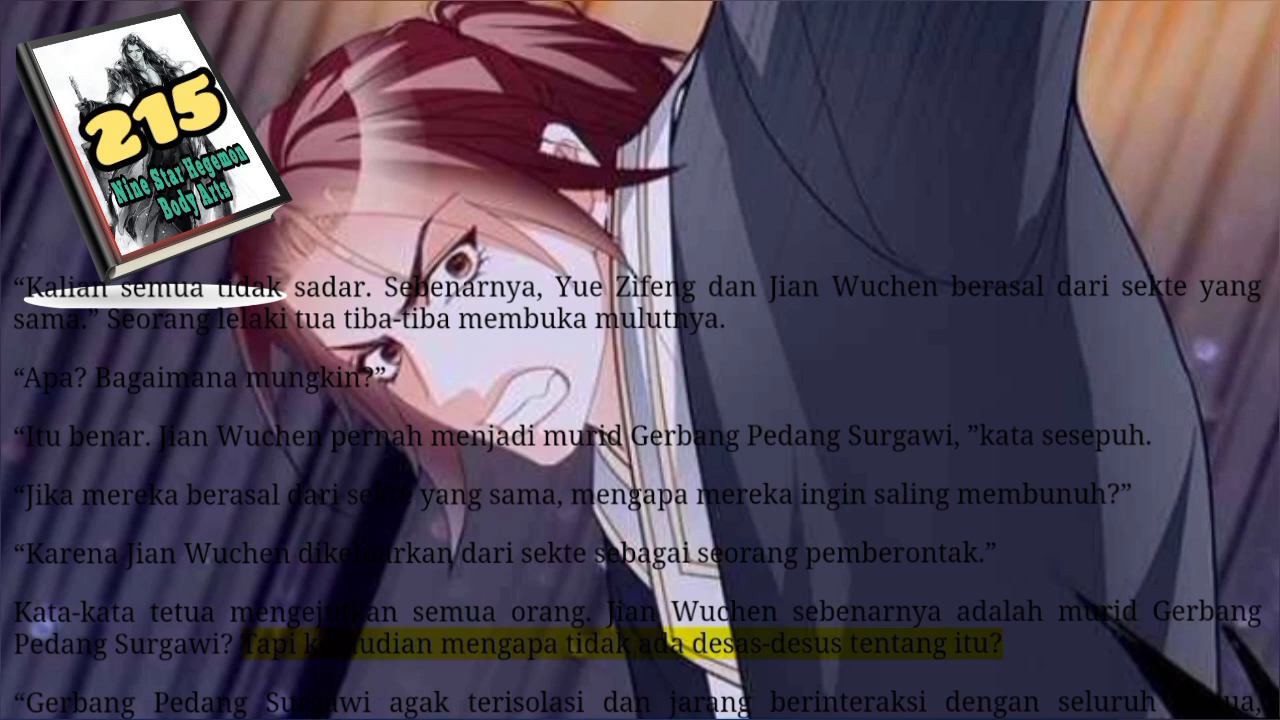 215
Nine Star Hegemon
Body Arts
“Kalian semua tidak sadar. Sebenarnya, Yue Zifeng dan Jian Wuchen berasal dari sekte yang
sama.” Seorang lelaki tua tiba-tiba membuka mulutnya.
“Apa? Bagaimana mungkin?”
“Itu benar. Jian Wuchen pernah menjadi murid Gerbang Pedang Surgawi, ”kata sesepuh.
“Jika mereka berasal dari sekte yang sama, mengapa mereka ingin saling membunuh?”
“Karena Jian Wuchen dikeluarkan dari sekte sebagai seorang pemberontak.”
Kata-kata tetua mengejutkan semua orang. Jian Wuchen sebenarnya adalah murid Gerbang
Pedang Surgawi? Tapi kemudian mengapa tidak ada desas-desus tentang itu?
“Gerbang Pedang Surgawi agak terisolasi dan jarang berinteraksi dengan seluruh